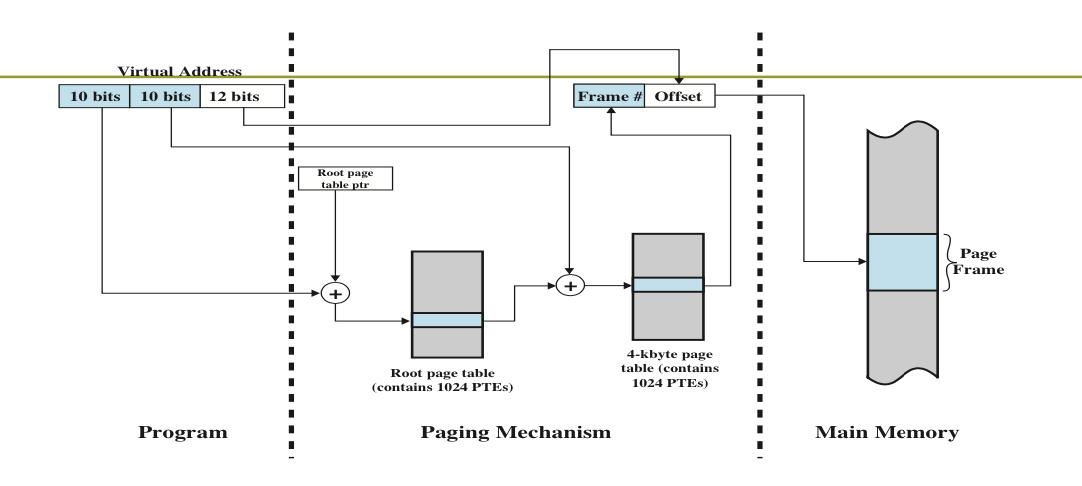 Virtual Address
10 bits 10 bits 12 bits
Frame # Offset
Root page
table ptr
+
+
Page
Frame
4-kbyte page
table (contains
1024 PTEs)
Root page table
(contains 1024 PTEs)
Program
Paging Mechanism
Main Memory